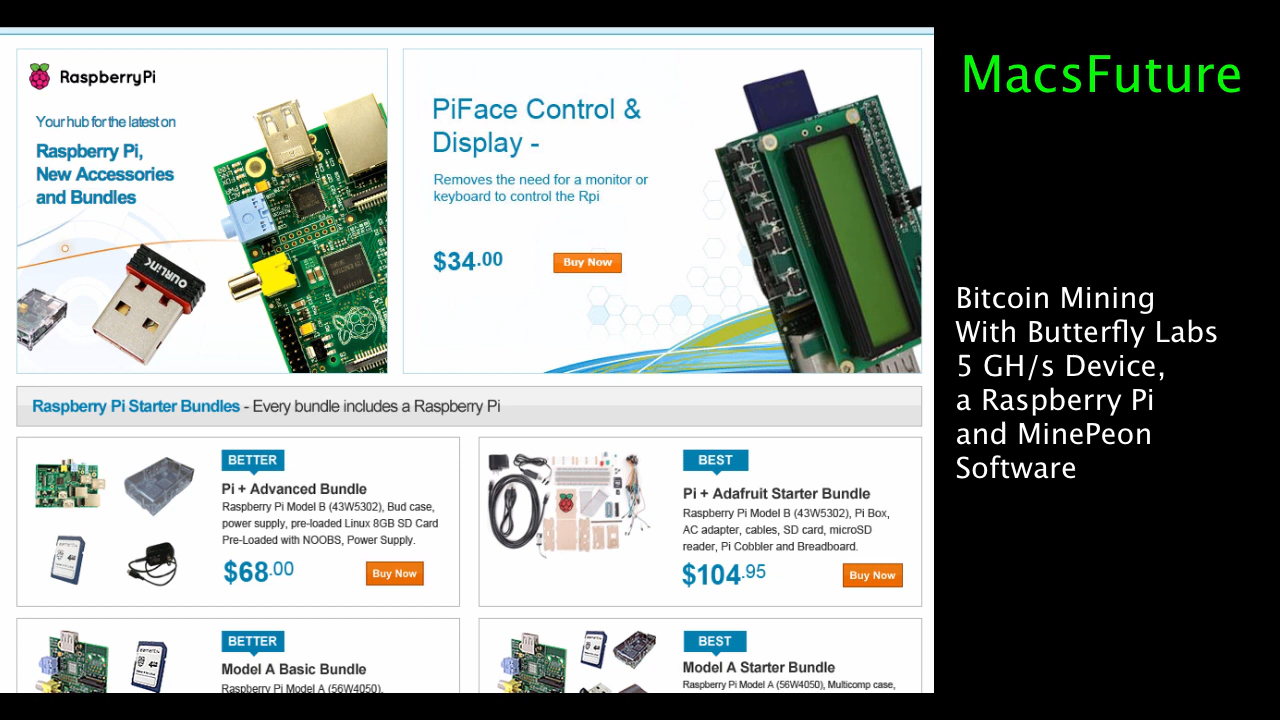 RaspberryPi
Your hub for the latest on
Raspberry Pi,
New Accessories
and Bundles
OURLINK
PiFace Control &
Display -
Removes the need for a monitor or
keyboard to control the Rpi
$34.00
Buy Now
MacsFuture
Bitcoin Mining
With Butterfly Labs
5 GH/s Device,
a Raspberry Pi
and MinePeon
Software
Raspberry Pi Starter Bundles - Every bundle includes a Raspberry Pi
BETTER
Pi + Advanced Bundle
Raspberry Pi Model B (43W5302), Bud case,
power supply, pre-loaded Linux 8GB SD Card
Pre-Loaded with NOOBS, Power Supply.
$68.00
Buy Now
BEST
Pi + Adafruit Starter Bundle
Raspberry Pi Model B (43W5302), Pi Box,
AC adapter, cables, SD card, microSD
reader, Pi Cobbler and Breadboard.
$104.95
Buy Now
BETTER
Model A Basic Bundle
Raspberry Pi Model A (56W4050),
BEST
Model A Starter Bundle
Raspberry Pi Model A (56W4050), Multicomp case,